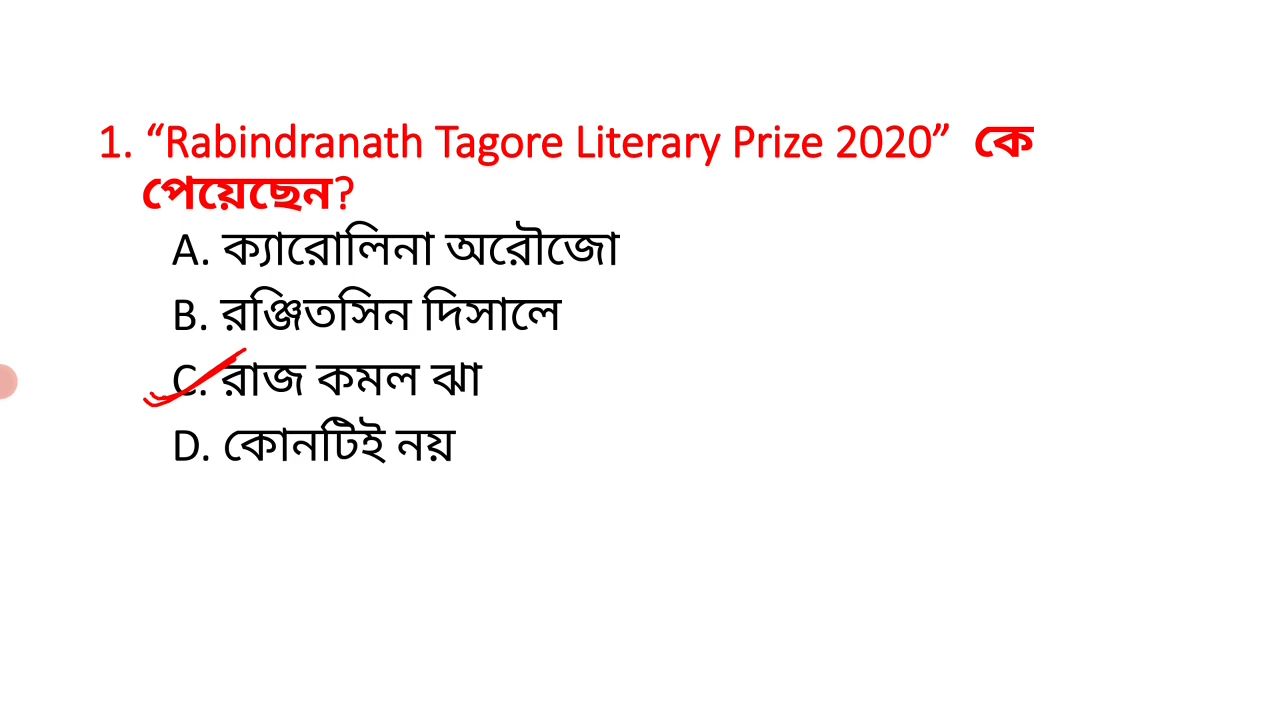 1. “Rabindranath Tagore Literary Prize 2020” কে
পেয়েছেন?
A. ক্যারোলিনা অরৌজো
B. রঞ্জিতসিন দিসালে
C. রাজ কমল ঝা
D. কোনটিই নয়